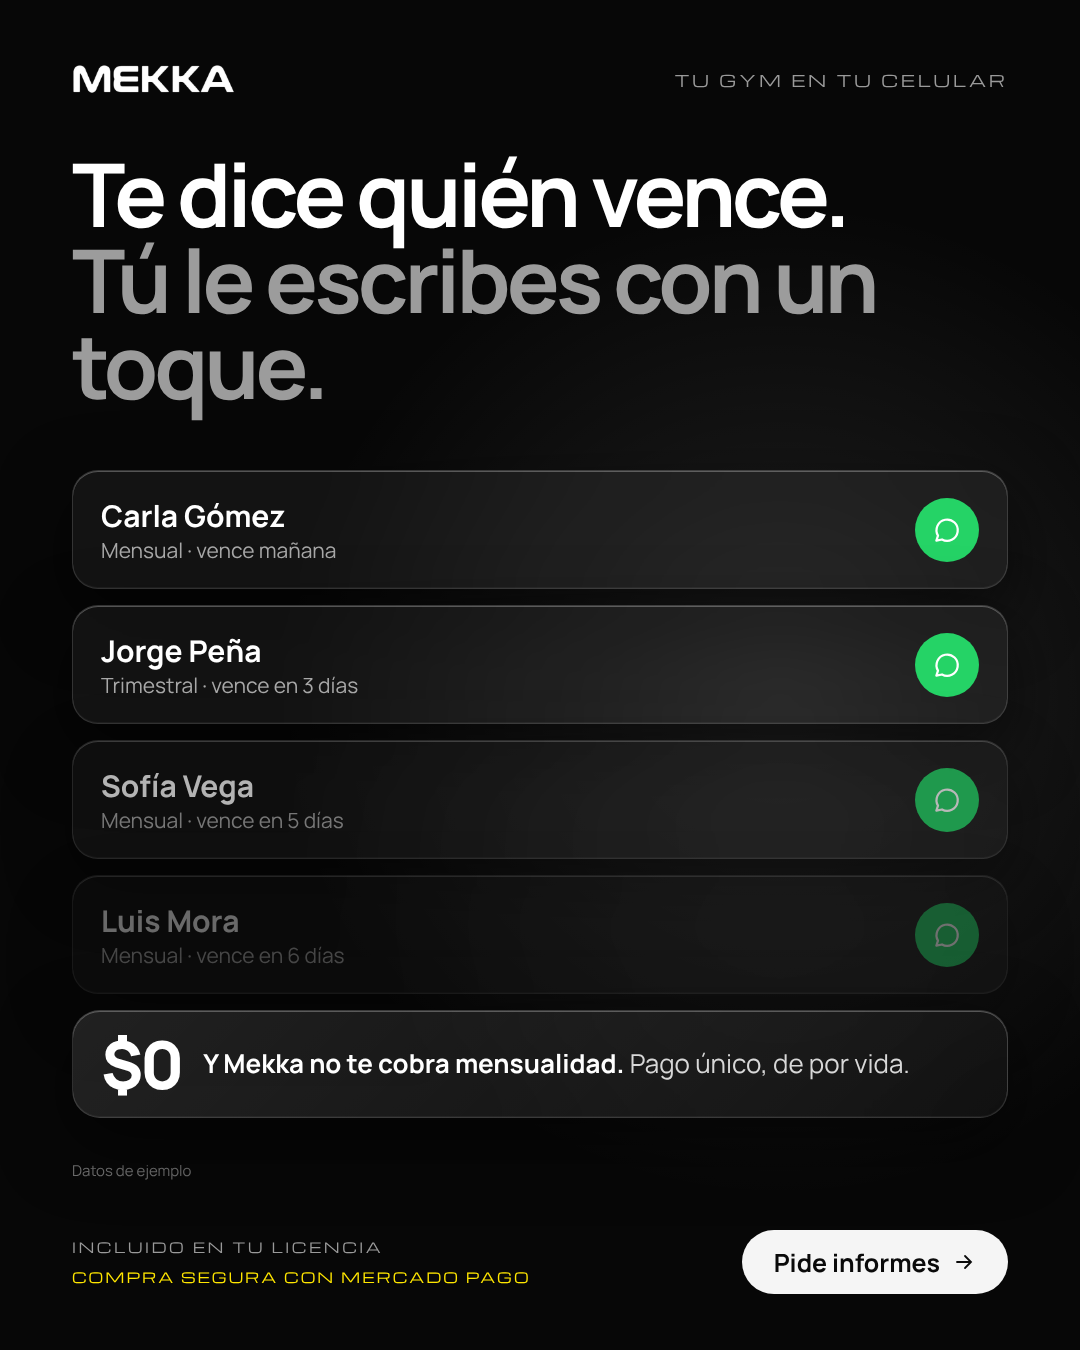 MEKKA
TU GYM EN TU CELULAR
Te dice quién vence.
Tú le escribes con un
toque.
Carla Gómez
Mensual · vence mañana
Jorge Peña
Trimestral · vence en 3 días
Sofía Vega
Mensual · vence en 5 días
Luis Mora
Mensual · vence en 6 días
$0 Y Mekka no te cobra mensualidad. Pago único, de por vida.
Datos de ejemplo
INCLUIDO EN TU LICENCIA
COMPRA SEGURA CON MERCADO PAGO
Pide informes →